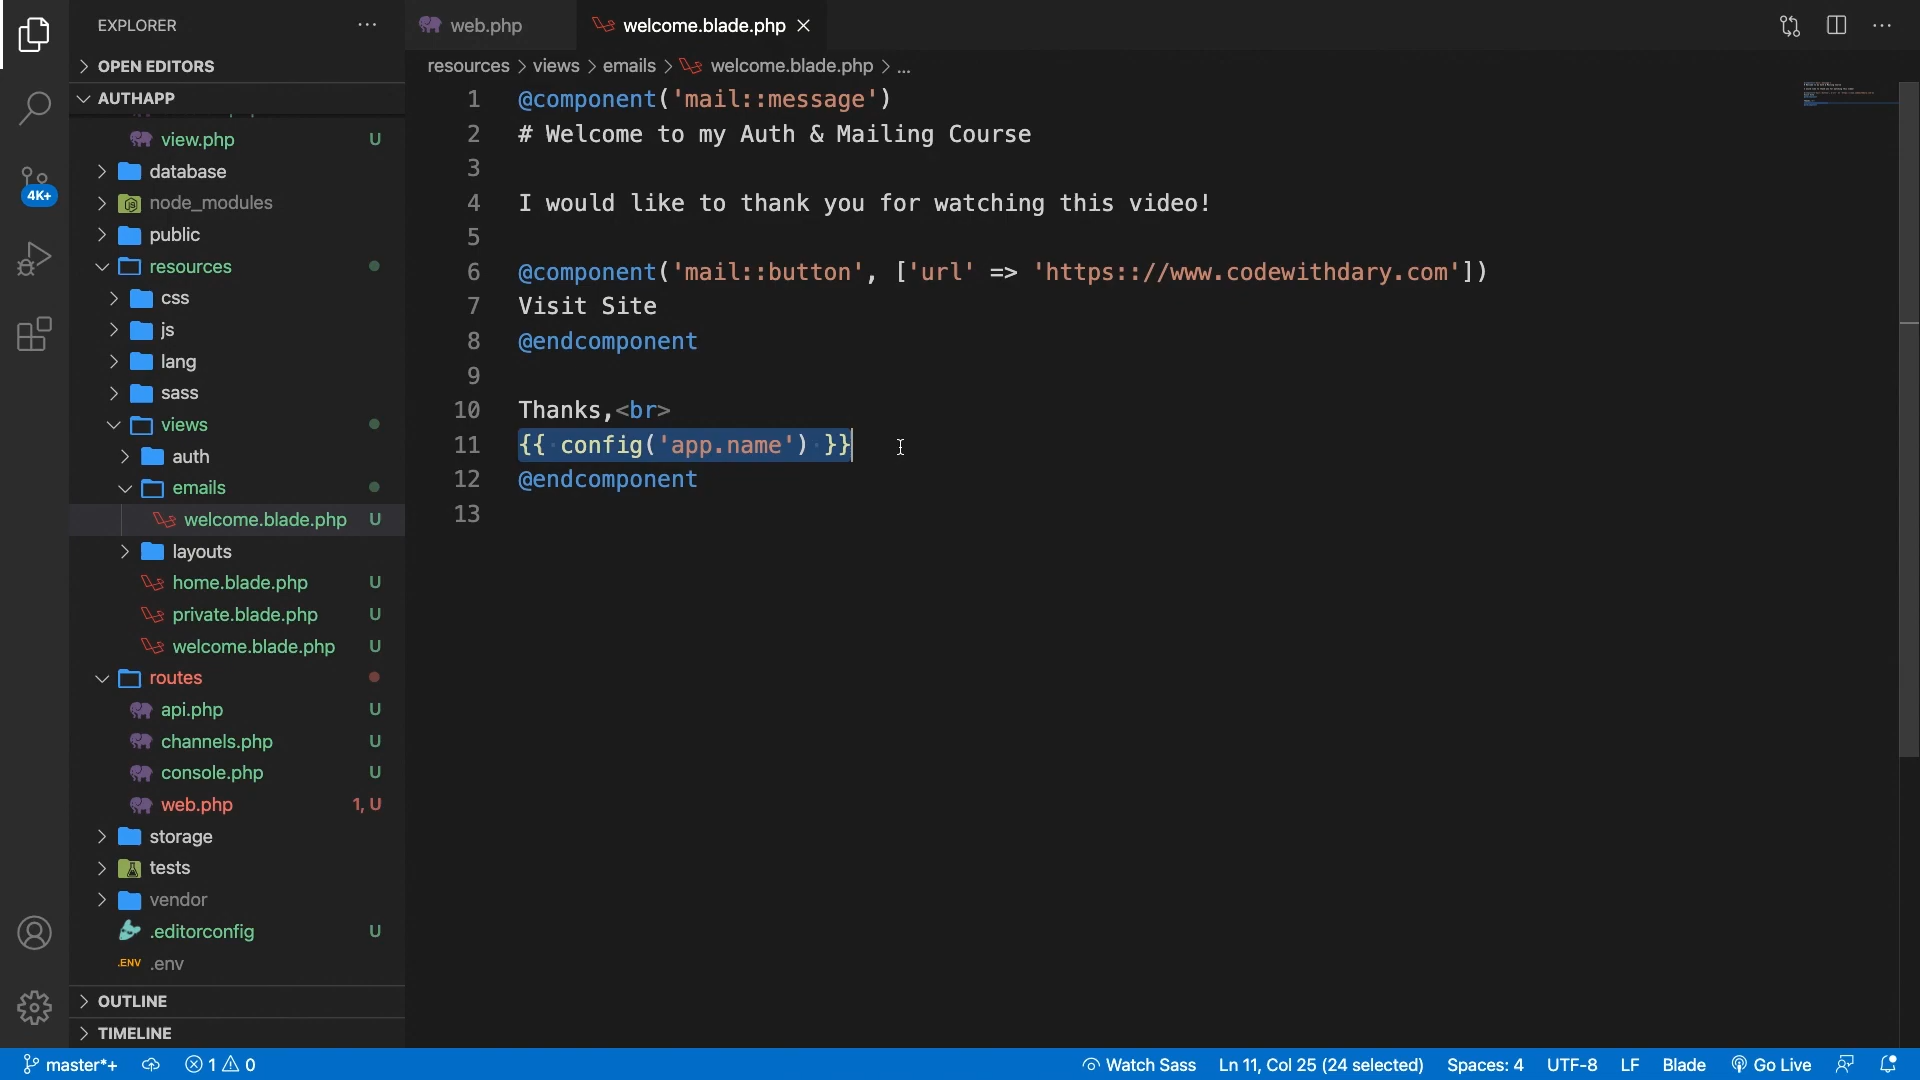 EXPLORER
web.php
welcome.blade.php
OPEN EDITORS
resources > views > emails > welcome.blade.php > ...
AUTHAPP
view.php U
database
node_modules
public
resources
css
js
lang
sass
views
auth
emails
welcome.blade.php U
layouts
home.blade.php U
private.blade.php U
welcome.blade.php U
routes
api.php U
channels.php U
console.php U
web.php 1, U
storage
tests
vendor
.editorconfig U
.ENV .env
OUTLINE
TIMELINE
4K+
1 @component('mail::message')
2 # Welcome to my Auth & Mailing Course
3
4 I would like to thank you for watching this video!
5
6 @component('mail::button', ['url' => 'https:://www.codewithdary.com'])
7 Visit Site
8 @endcomponent
9
10 Thanks,<br>
11 {{ config('app.name') }}
12 @endcomponent
13
master*+ 1 0 Watch Sass Ln 11, Col 25 (24 selected) Spaces: 4 UTF-8 LF Blade Go Live